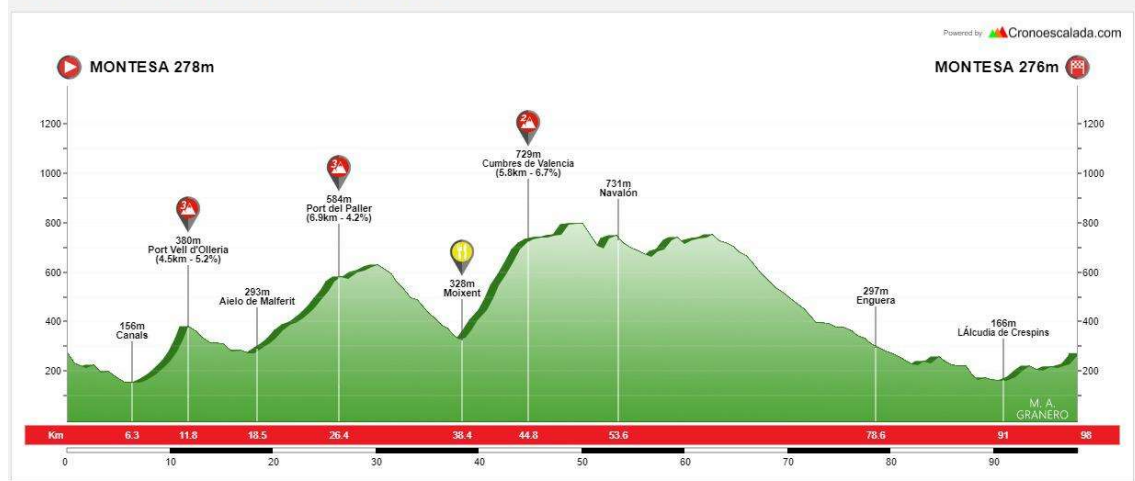 Powered by Cronoescalada.com
MONTESA 278m
MONTESA 276m
1200
1000
800
600
400
200
1200
1000
800
600
400
200
156m
Canals
3ª
380m
Port Vell d'Olleria
(4.5km - 5.2%)
293m
Aielo de Malferit
3ª
584m
Port del Paller
(6.9km - 4.2%)
328m
Moixent
2ª
729m
Cumbres de Valencia
(5.8km - 6.7%)
731m
Navalón
297m
Enguera
166m
LÁlcudia de Crespins
M. A.
GRANERO
Km 6.3 11.8 18.5 26.4 38.4 44.8 53.6 78.6 91 98
0 10 20 30 40 50 60 70 80 90